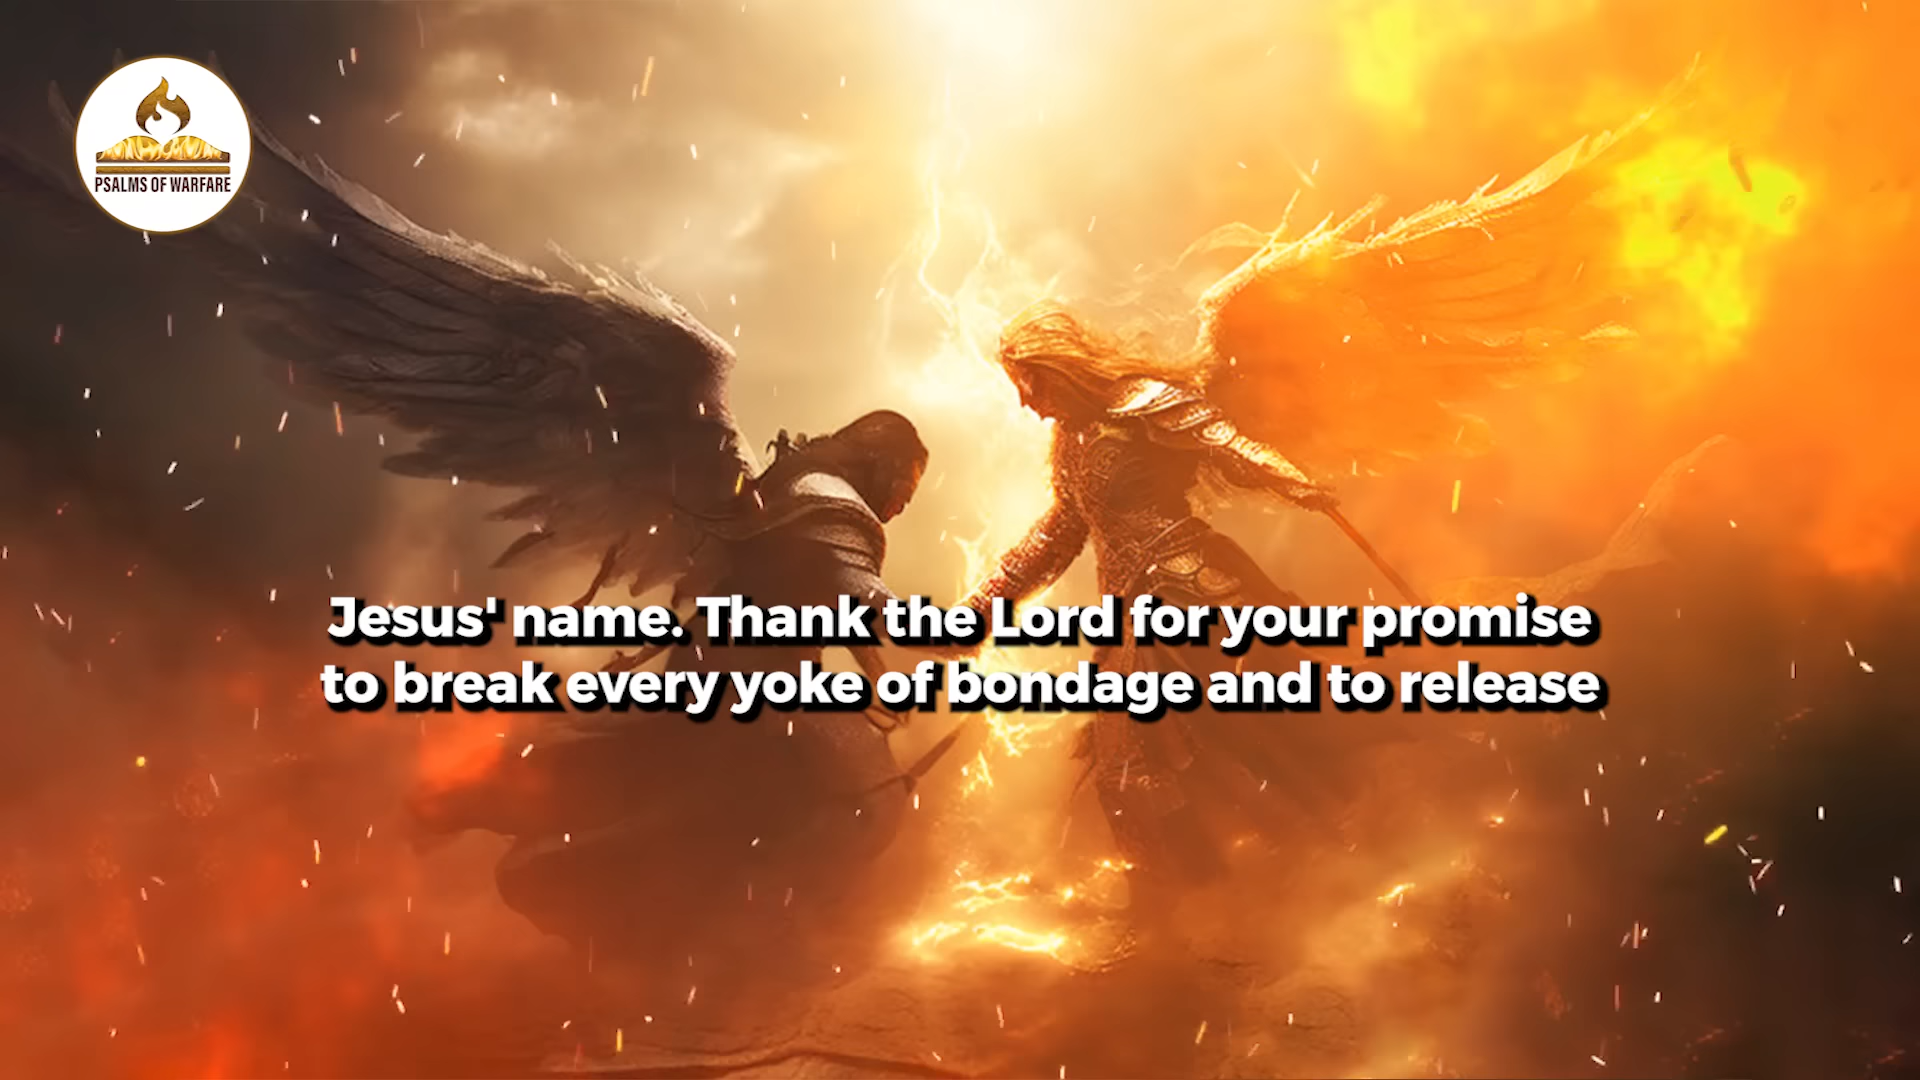 PSALMS OF WARFARE
Jesus' name. Thank the Lord for your promise
to break every yoke of bondage and to release